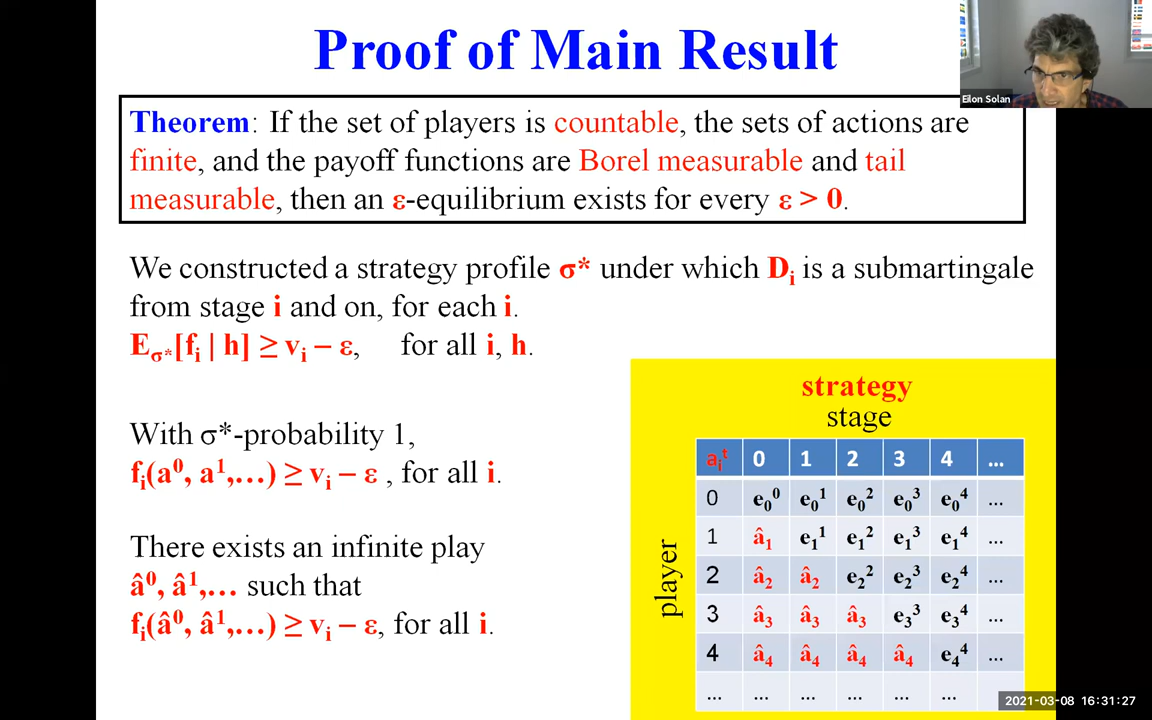 Proof of Main Result
Eilon Solan
Theorem: If the set of players is countable, the sets of actions are
finite, and the payoff functions are Borel measurable and tail
measurable, then an ε-equilibrium exists for every ε > 0.
We constructed a strategy profile σ* under which Dᵢ is a submartingale
from stage i and on, for each i.
E_σ*[fᵢ | h] ≥ vᵢ – ε, for all i, h.
With σ*-probability 1,
fᵢ(a⁰, a¹,…) ≥ vᵢ – ε , for all i.
There exists an infinite play
â⁰, â¹,… such that
fᵢ(â⁰, â¹,…) ≥ vᵢ – ε, for all i.
strategy
stage
player
aᵢᵗ 0 1 2 3 4 ...
0 e₀⁰ e₀¹ e₀² e₀³ e₀⁴ ...
1 â₁ e₁¹ e₁² e₁³ e₁⁴ ...
2 â₂ â₂ e₂² e₂³ e₂⁴ ...
3 â₃ â₃ â₃ e₃³ e₃⁴ ...
4 â₄ â₄ â₄ â₄ e₄⁴ ...
... ... ... ... ... ... ...
2021-03-08 16:31:27